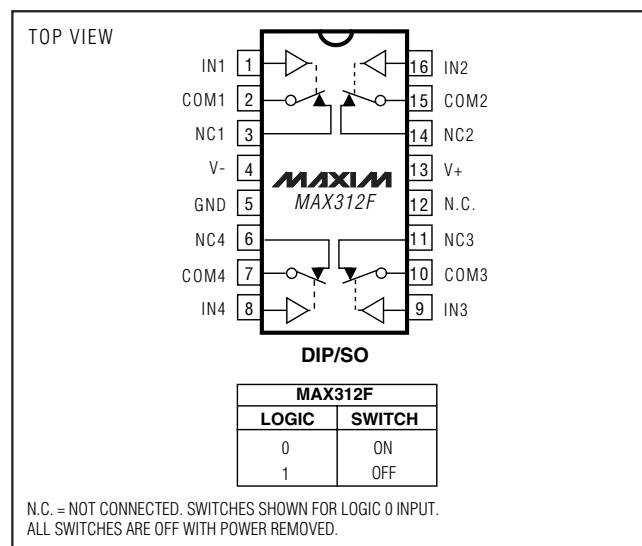 TOP VIEW
IN1 1 16 IN2
COM1 2 15 COM2
NC1 3 14 NC2
V- 4 MAXIM 13 V+
GND 5 MAX312F 12 N.C.
NC4 6 11 NC3
COM4 7 10 COM3
IN4 8 9 IN3
DIP/SO
MAX312F
LOGIC SWITCH
0 ON
1 OFF
N.C. = NOT CONNECTED. SWITCHES SHOWN FOR LOGIC 0 INPUT.
ALL SWITCHES ARE OFF WITH POWER REMOVED.